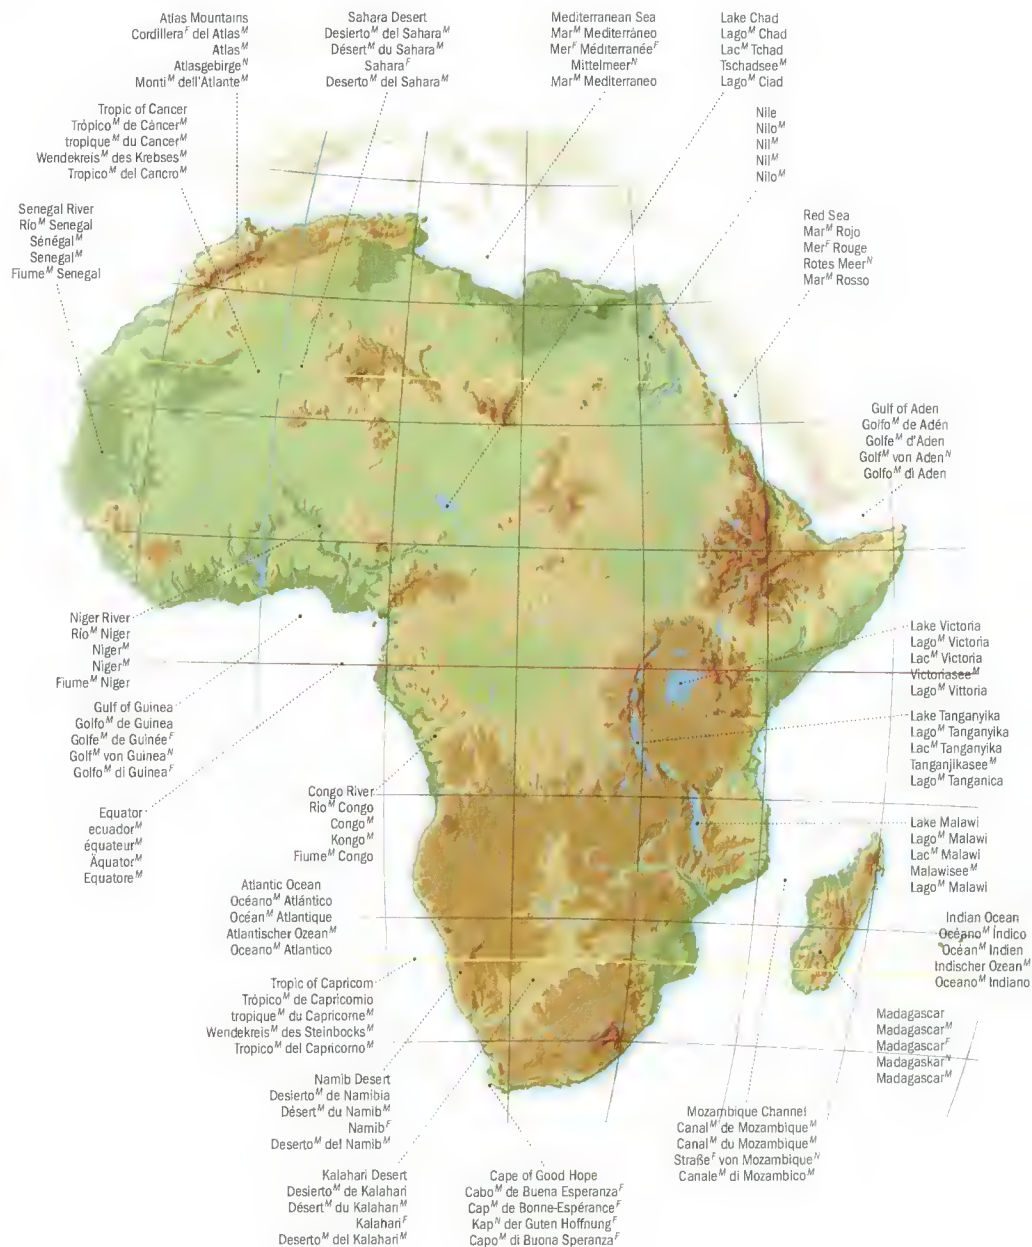 Atlas Mountains
Cordillera^F del Atlas^M
Atlas^M
Atlasgebirge^N
Monti^M dell'Atlante^M
Sahara Desert
Desierto^M del Sahara^M
Désert^M du Sahara^M
Sahara^F
Deserto^M del Sahara^M
Mediterranean Sea
Mar^M Mediterráneo
Mer^F Méditerranée^F
Mittelmeer^N
Mar^M Mediterraneo
Lake Chad
Lago^M Chad
Lac^M Tchad
Tschadsee^M
Lago^M Ciad
Tropic of Cancer
Trópico^M de Cáncer^M
tropique^M du Cancer^M
Wendekreis^M des Krebses^M
Tropico^M del Cancro^M
Nile
Nilo^M
Nil^M
Nil^M
Nilo^M
Senegal River
Río^M Senegal
Sénégal^M
Senegal^M
Fiume^M Senegal
Red Sea
Mar^M Rojo
Mer^F Rouge
Rotes Meer^N
Mar^M Rosso
Gulf of Aden
Golfo^M de Adén
Golfe^M d'Aden
Golf^M von Aden^N
Golfo^M di Aden
Niger River
Río^M Niger
Niger^M
Niger^M
Fiume^M Niger
Lake Victoria
Lago^M Victoria
Lac^M Victoria
Victoriasee^M
Lago^M Vittoria
Gulf of Guinea
Golfo^M de Guinea
Golfe^M de Guinée^F
Golf^M von Guinea^N
Golfo^M di Guinea^F
Lake Tanganyika
Lago^M Tanganyika
Lac^M Tanganyika
Tanganjikasee^M
Lago^M Tanganica
Congo River
Río^M Congo
Congo^M
Kongo^M
Fiume^M Congo
Equator
ecuador^M
équateur^M
Äquator^M
Equatore^M
Lake Malawi
Lago^M Malawi
Lac^M Malawi
Malawisee^M
Lago^M Malawi
Atlantic Ocean
Océano^M Atlántico
Océan^M Atlantique
Atlantischer Ozean^M
Oceano^M Atlantico
Indian Ocean
Océano^M Índico
Océan^M Indien
Indischer Ozean^M
Oceano^M Indiano
Tropic of Capricorn
Trópico^M de Capricornio
tropique^M du Capricorne^M
Wendekreis^M des Steinbocks^M
Tropico^M del Capricorno^M
Madagascar
Madagascar^M
Madagascar^F
Madagaskar^N
Madagascar^M
Namib Desert
Desierto^M de Namibia
Désert^M du Namib^M
Namib^F
Deserto^M del Namib^M
Mozambique Channel
Canal^M de Mozambique^M
Canal^M du Mozambique^M
Straße^F von Mozambique^N
Canale^M di Mozambico^M
Kalahari Desert
Desierto^M de Kalahari
Désert^M du Kalahari^M
Kalahari^F
Deserto^M del Kalahari^M
Cape of Good Hope
Cabo^M de Buena Esperanza^F
Cap^M de Bonne-Espérance^F
Kap^N der Guten Hoffnung^F
Capo^M di Buona Speranza^F